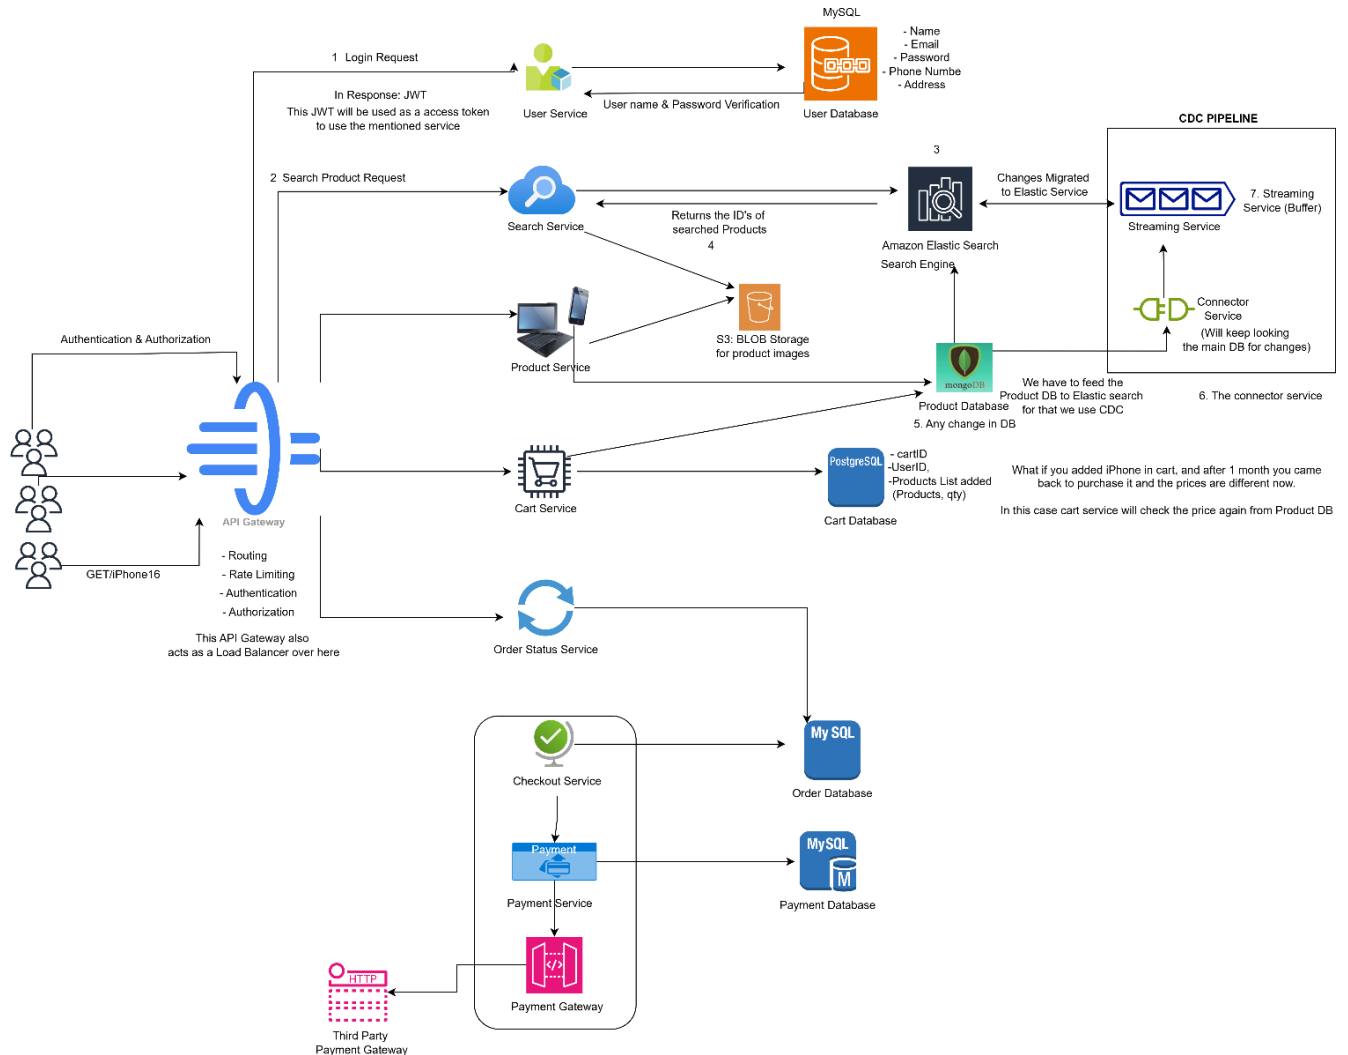 MySQL
- Name
- Email
- Password
- Phone Numbe
- Address
User Database
1 Login Request
In Response: JWT
This JWT will be used as a access token
to use the mentioned service
User Service
User name & Password Verification
CDC PIPELINE
2 Search Product Request
Search Service
Returns the ID's of
searched Products
4
3
Amazon Elastic Search
Search Engine
Changes Migrated
to Elastic Service
Streaming Service
7. Streaming
Service (Buffer)
Connector
Service
(Will keep looking
the main DB for changes)
6. The connector service
S3: BLOB Storage
for product images
Product Service
mongoDB
Product Database
5. Any change in DB
We have to feed the
Product DB to Elastic search
for that we use CDC
Authentication & Authorization
API Gateway
GET/iPhone16
- Routing
- Rate Limiting
- Authentication
- Authorization
This API Gateway also
acts as a Load Balancer over here
Cart Service
PostgreSQL
- cartID
-UserID,
-Products List added
(Products, qty)
Cart Database
What if you added iPhone in cart, and after 1 month you came
back to purchase it and the prices are different now.
In this case cart service will check the price again from Product DB
Order Status Service
My SQL
Order Database
Checkout Service
Payment
Payment Service
My SQL
M
Payment Database
</>
Payment Gateway
HTTP
Third Party
Payment Gateway